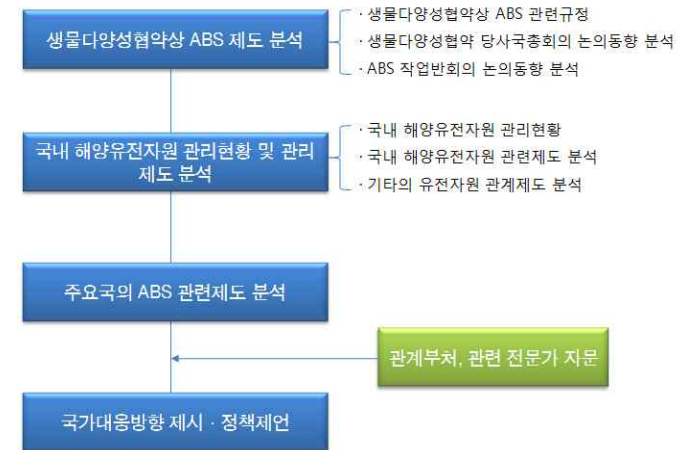 생물다양성협약상 ABS 제도 분석
· 생물다양성협약상 ABS 관련규정
· 생물다양성협약 당사국총회의 논의동향 분석
· ABS 작업반회의 논의동향 분석
국내 해양유전자원 관리현황 및 관리
제도 분석
· 국내 해양유전자원 관리현황
· 국내 해양유전자원 관련제도 분석
· 기타의 유전자원 관계제도 분석
주요국의 ABS 관련제도 분석
관계부처, 관련 전문가 자문
국가대응방향 제시 · 정책제언